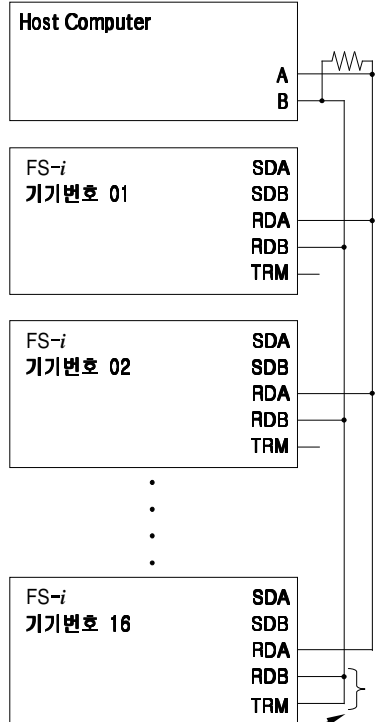 Host Computer
A
B
FS-i
기기번호 01
SDA
SDB
RDA
RDB
TRM
FS-i
기기번호 02
SDA
SDB
RDA
RDB
TRM
FS-i
기기번호 16
SDA
SDB
RDA
RDB
TRM